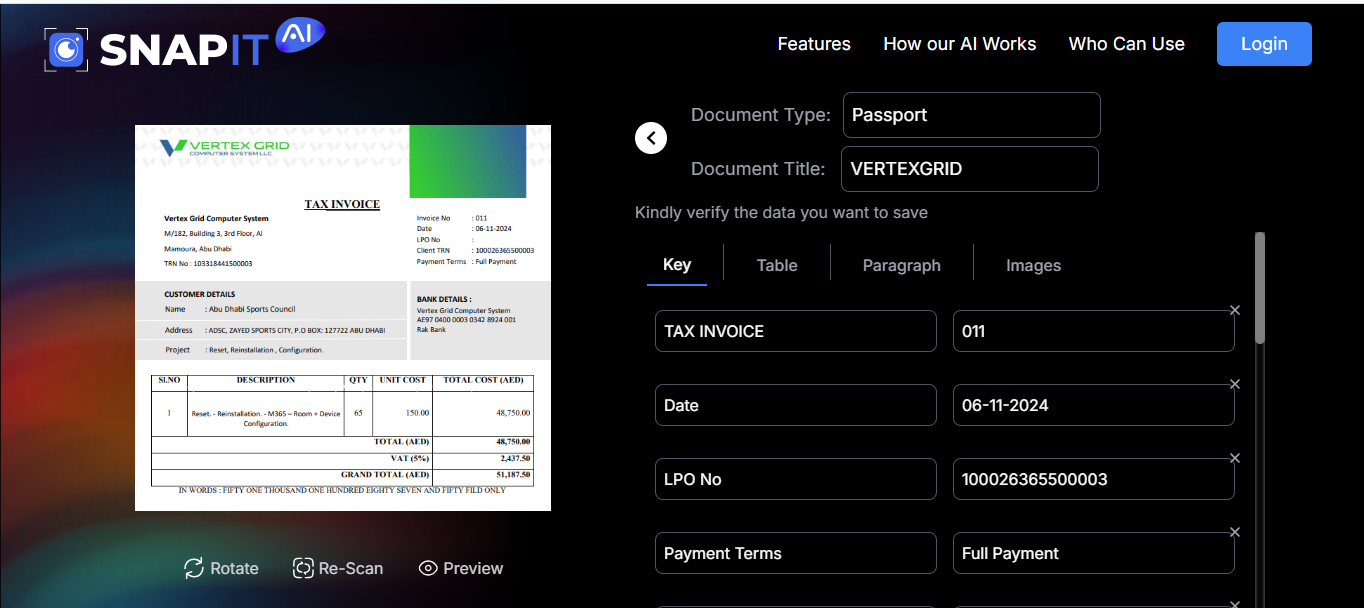 SNAPIT AI
Features How our AI Works Who Can Use Login
VERTEX GRID
COMPUTER SYSTEM LLC
TAX INVOICE
Vertex Grid Computer System
M/182, Building 3, 3rd Floor, Al
Mamoura, Abu Dhabi
TRN No : 103318441500003
Invoice No : 011
Date : 06-11-2024
LPO No :
Client TRN : 100026365500003
Payment Terms : Full Payment
CUSTOMER DETAILS
Name : Abu Dhabi Sports Council
Address : ADSC, ZAYED SPORTS CITY, P.O BOX: 127722 ABU DHABI
Project : Reset, Reinstallation , Configuration.
BANK DETAILS :
Vertex Grid Computer System
AE97 0400 0003 0342 8924 001
Rak Bank
SI.NO DESCRIPTION QTY UNIT COST TOTAL COST (AED)
1 Reset. - Reinstallation. - M365 – Room + Device 65 150.00 48,750.00
Configuration.
TOTAL (AED) 48,750.00
VAT (5%) 2,437.50
GRAND TOTAL (AED) 51,187.50
IN WORDS : FIFTY ONE THOUSAND ONE HUNDRED EIGHTY SEVEN AND FIFTY FILD ONLY
Rotate Re-Scan Preview
Document Type: Passport
Document Title: VERTEXGRID
Kindly verify the data you want to save
Key Table Paragraph Images
TAX INVOICE 011
Date 06-11-2024
LPO No 100026365500003
Payment Terms Full Payment